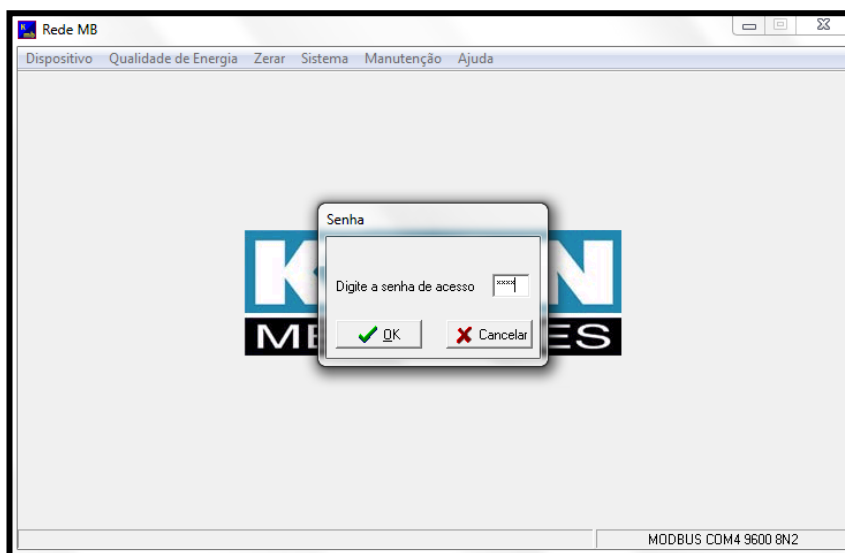 Rede MB
Dispositivo Qualidade de Energia Zerar Sistema Manutenção Ajuda
Senha
Digite a senha de acesso ****
OK Cancelar
MODBUS COM4 9600 8N2